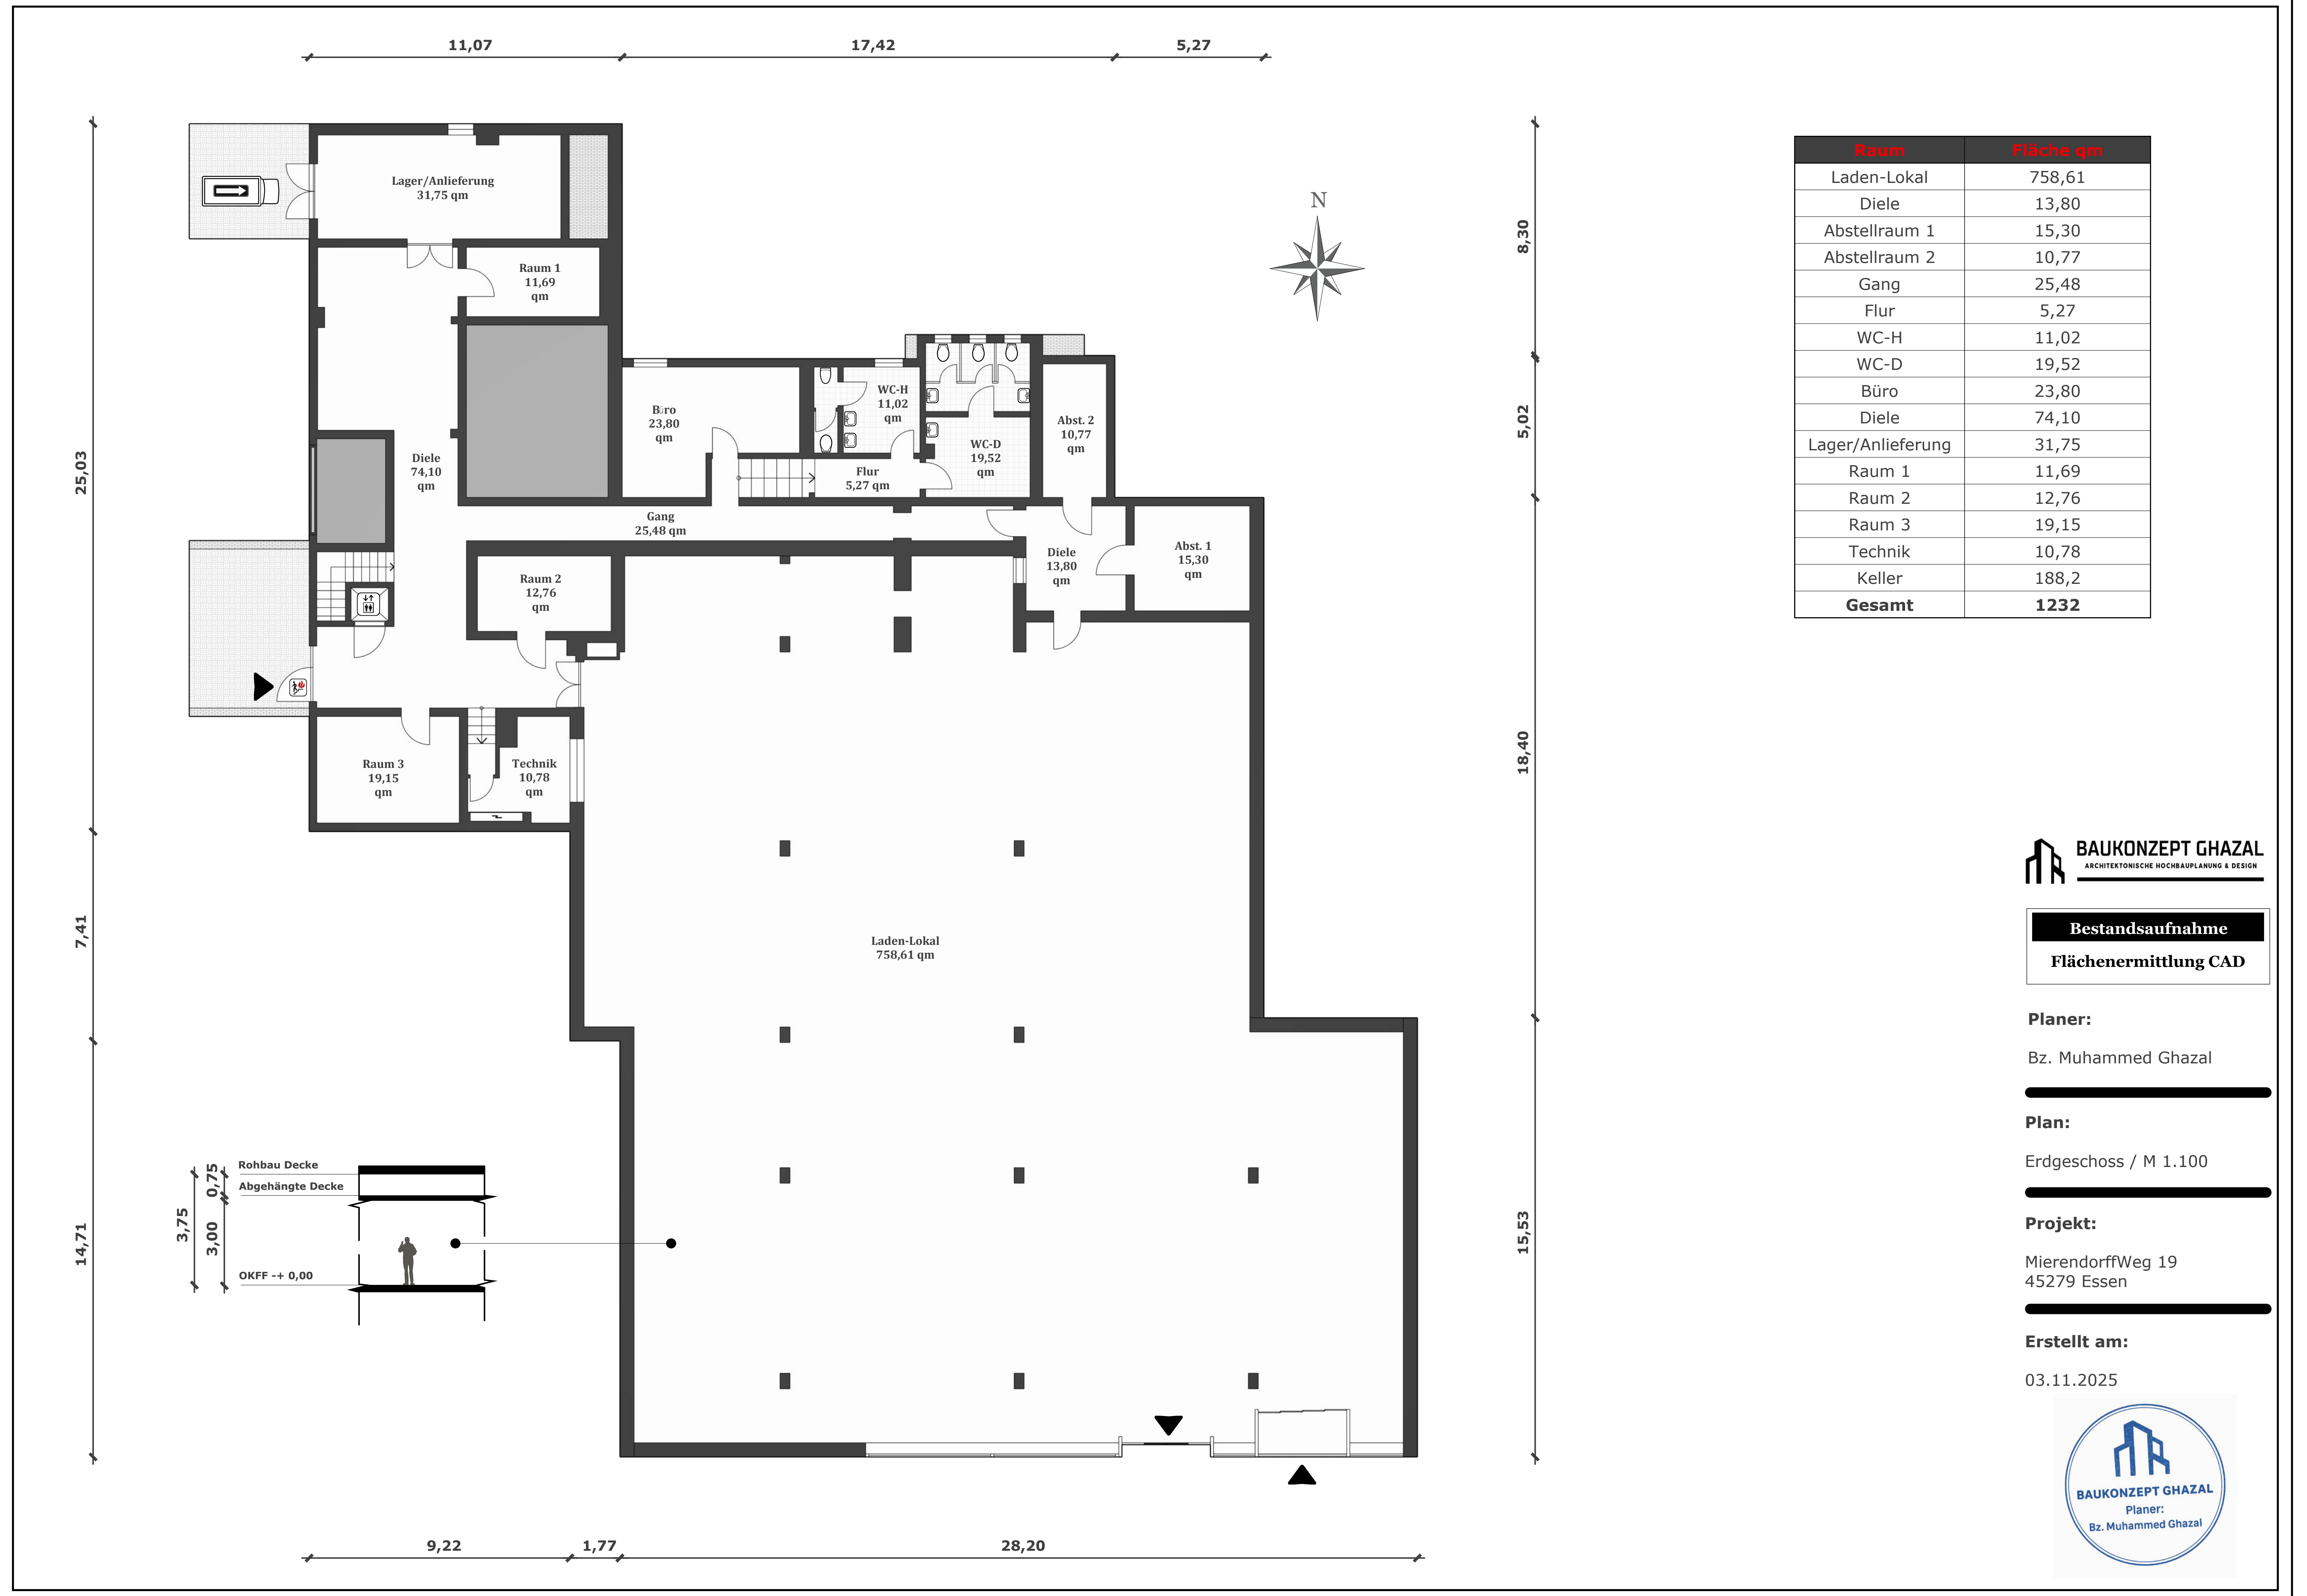 11,07
17,42
5,27
25,03
7,41
14,71
8,30
5,02
18,40
15,53
9,22
1,77
28,20
N
Lager/Anlieferung
31,75 qm
Raum 1
11,69
qm
Büro
23,80
qm
WC-H
11,02
qm
WC-D
19,52
qm
Abst. 2
10,77
qm
Flur
5,27 qm
Diele
74,10
qm
Gang
25,48 qm
Diele
13,80
qm
Abst. 1
15,30
qm
Raum 2
12,76
qm
Raum 3
19,15
qm
Technik
10,78
qm
Laden-Lokal
758,61 qm
Rohbau Decke
Abgehängte Decke
OKFF -+ 0,00
3,75
0,75
3,00
Raum Fläche qm
Laden-Lokal 758,61
Diele 13,80
Abstellraum 1 15,30
Abstellraum 2 10,77
Gang 25,48
Flur 5,27
WC-H 11,02
WC-D 19,52
Büro 23,80
Diele 74,10
Lager/Anlieferung 31,75
Raum 1 11,69
Raum 2 12,76
Raum 3 19,15
Technik 10,78
Keller 188,2
Gesamt 1232
BAUKONZEPT GHAZAL
ARCHITEKTONISCHE HOCHBAUPLANUNG & DESIGN
Bestandsaufnahme
Flächenermittlung CAD
Planer:
Bz. Muhammed Ghazal
Plan:
Erdgeschoss / M 1.100
Projekt:
MierendorffWeg 19
45279 Essen
Erstellt am:
03.11.2025
BAUKONZEPT GHAZAL
Planer:
Bz. Muhammed Ghazal